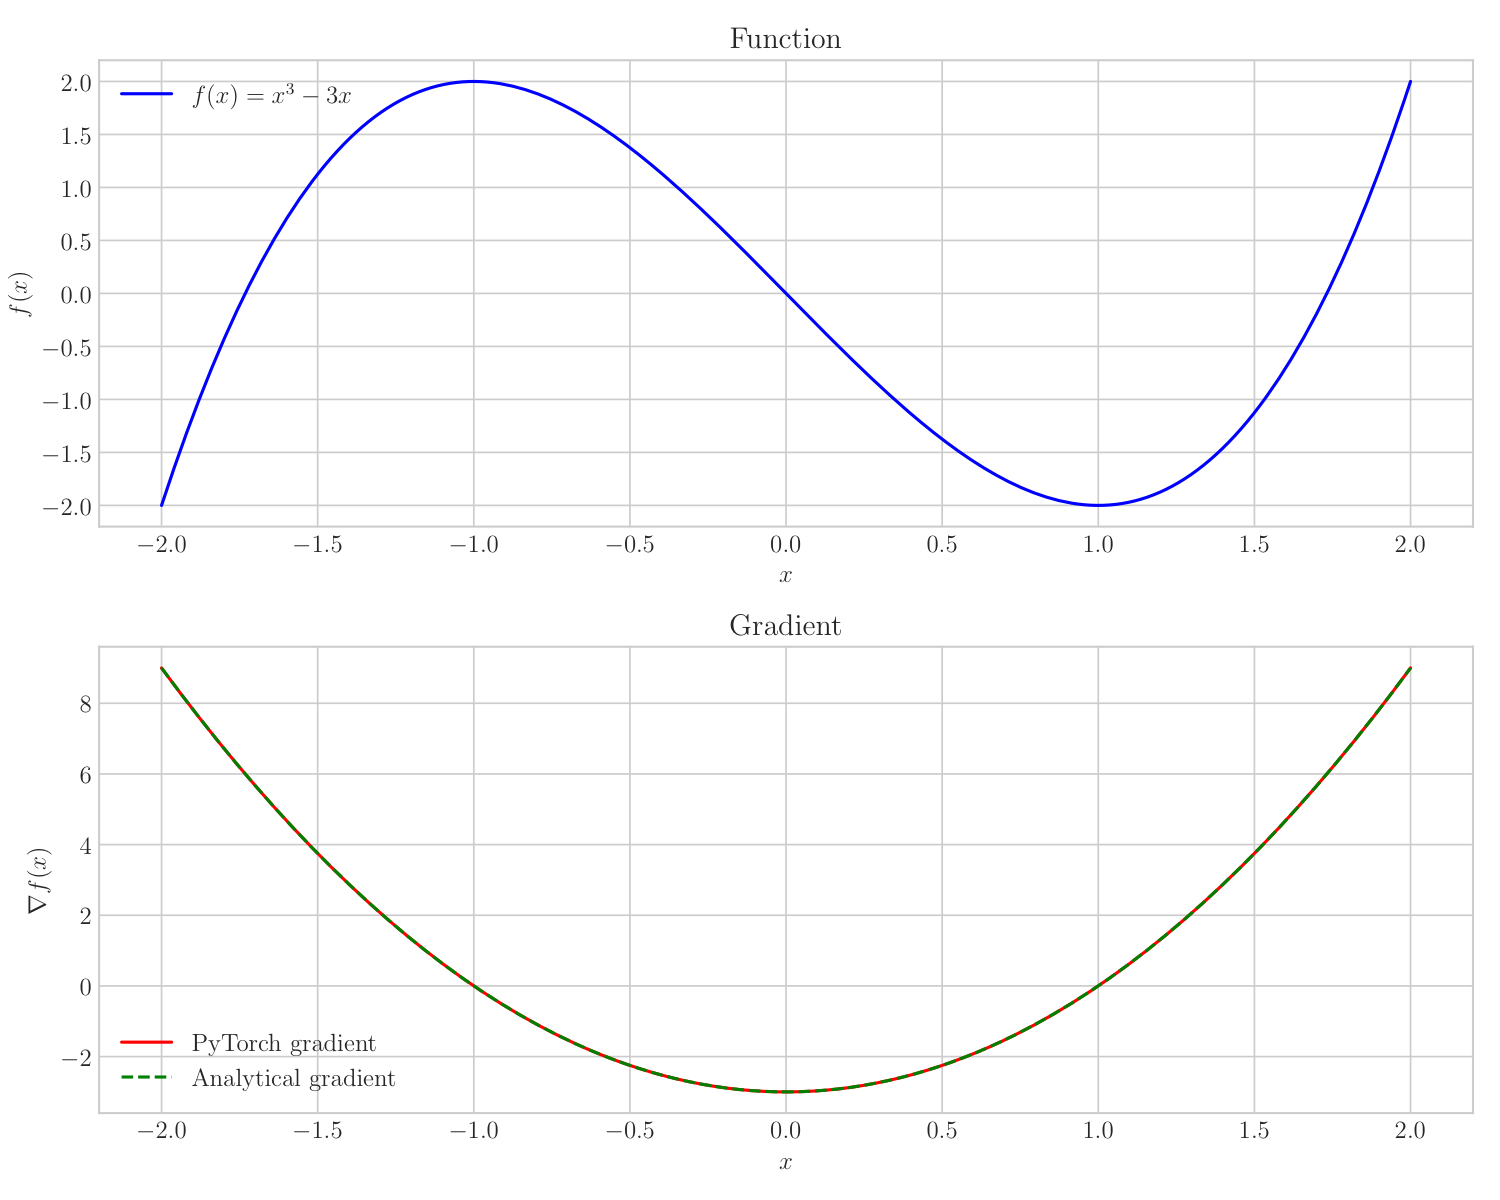 Function
f(x) = x³ − 3x
2.0
1.5
1.0
0.5
0.0
−0.5
−1.0
−1.5
−2.0
f(x)
−2.0 −1.5 −1.0 −0.5 0.0 0.5 1.0 1.5 2.0
x
Gradient
8
6
4
2
0
−2
∇f(x)
PyTorch gradient
Analytical gradient
−2.0 −1.5 −1.0 −0.5 0.0 0.5 1.0 1.5 2.0
x